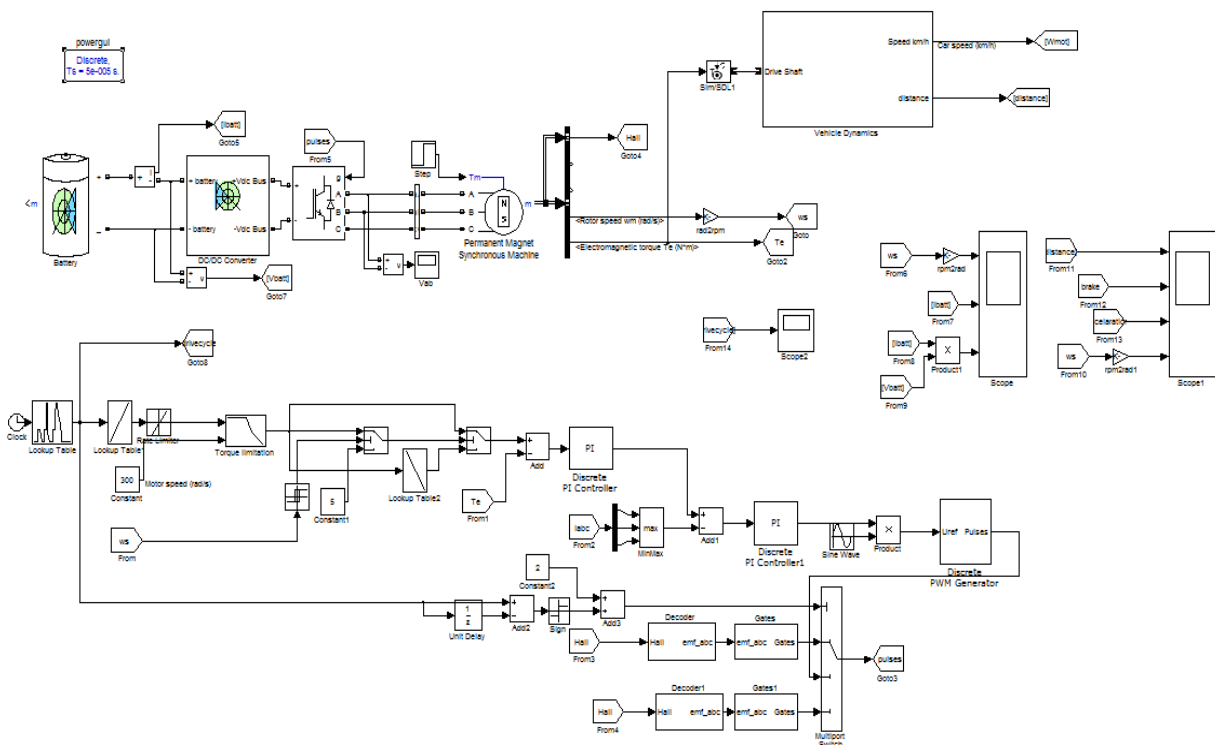 powergui
Discrete,
Ts = 5e-005 s.
Speed km/h
Car speed (km/h)
[Wmot]
Drive Shaft
Sim/SDL1
distance
[distance]
Vehicle Dynamics
[Ibatt]
Goto5
pulses
From5
Step
Hall
Goto4
<m
+
-
Battery
+ battery
+Vdc Bus
- battery
-Vdc Bus
DC/DC Converter
g
A
B
C
Tm
A
B
C
N
S
m
Permanent Magnet
Synchronous Machine
<Rotor speed wm (rad/s)>
rad2rpm
ws
Goto
<Electromagnetic torque Te (N*m)>
Te
Goto2
v
Vab
[Vbatt]
Goto7
ws
From6
rpm2rad
[Ibatt]
From7
[Ibatt]
From8
Product1
[Vbatt]
From9
Scope
distance
From11
brake
From12
celaration
From13
ws
From10
rpm2rad1
Scope1
rivecycle
From14
Scope2
rivecycle
Goto8
Clock
Lookup Table
Lookup Table1
Rate Limiter
Torque limitation
300
Constant
Motor speed (rad/s)
ws
From
5
Constant1
Lookup Table2
Te
From1
Add
PI
Discrete
PI Controller
Iabc
From2
max
MinMax
Add1
PI
Discrete
PI Controller1
Sine Wave
Product
Uref
Pulses
Discrete
PWM Generator
2
Constant2
1
z
Unit Delay
Add2
Sign
Add3
Hall
From3
Decoder
Hall
emf_abc
Gates
emf_abc
Gates
pulses
Goto3
Hall
From4
Decoder1
Hall
emf_abc
Gates1
emf_abc
Gates
Multiport
Switch